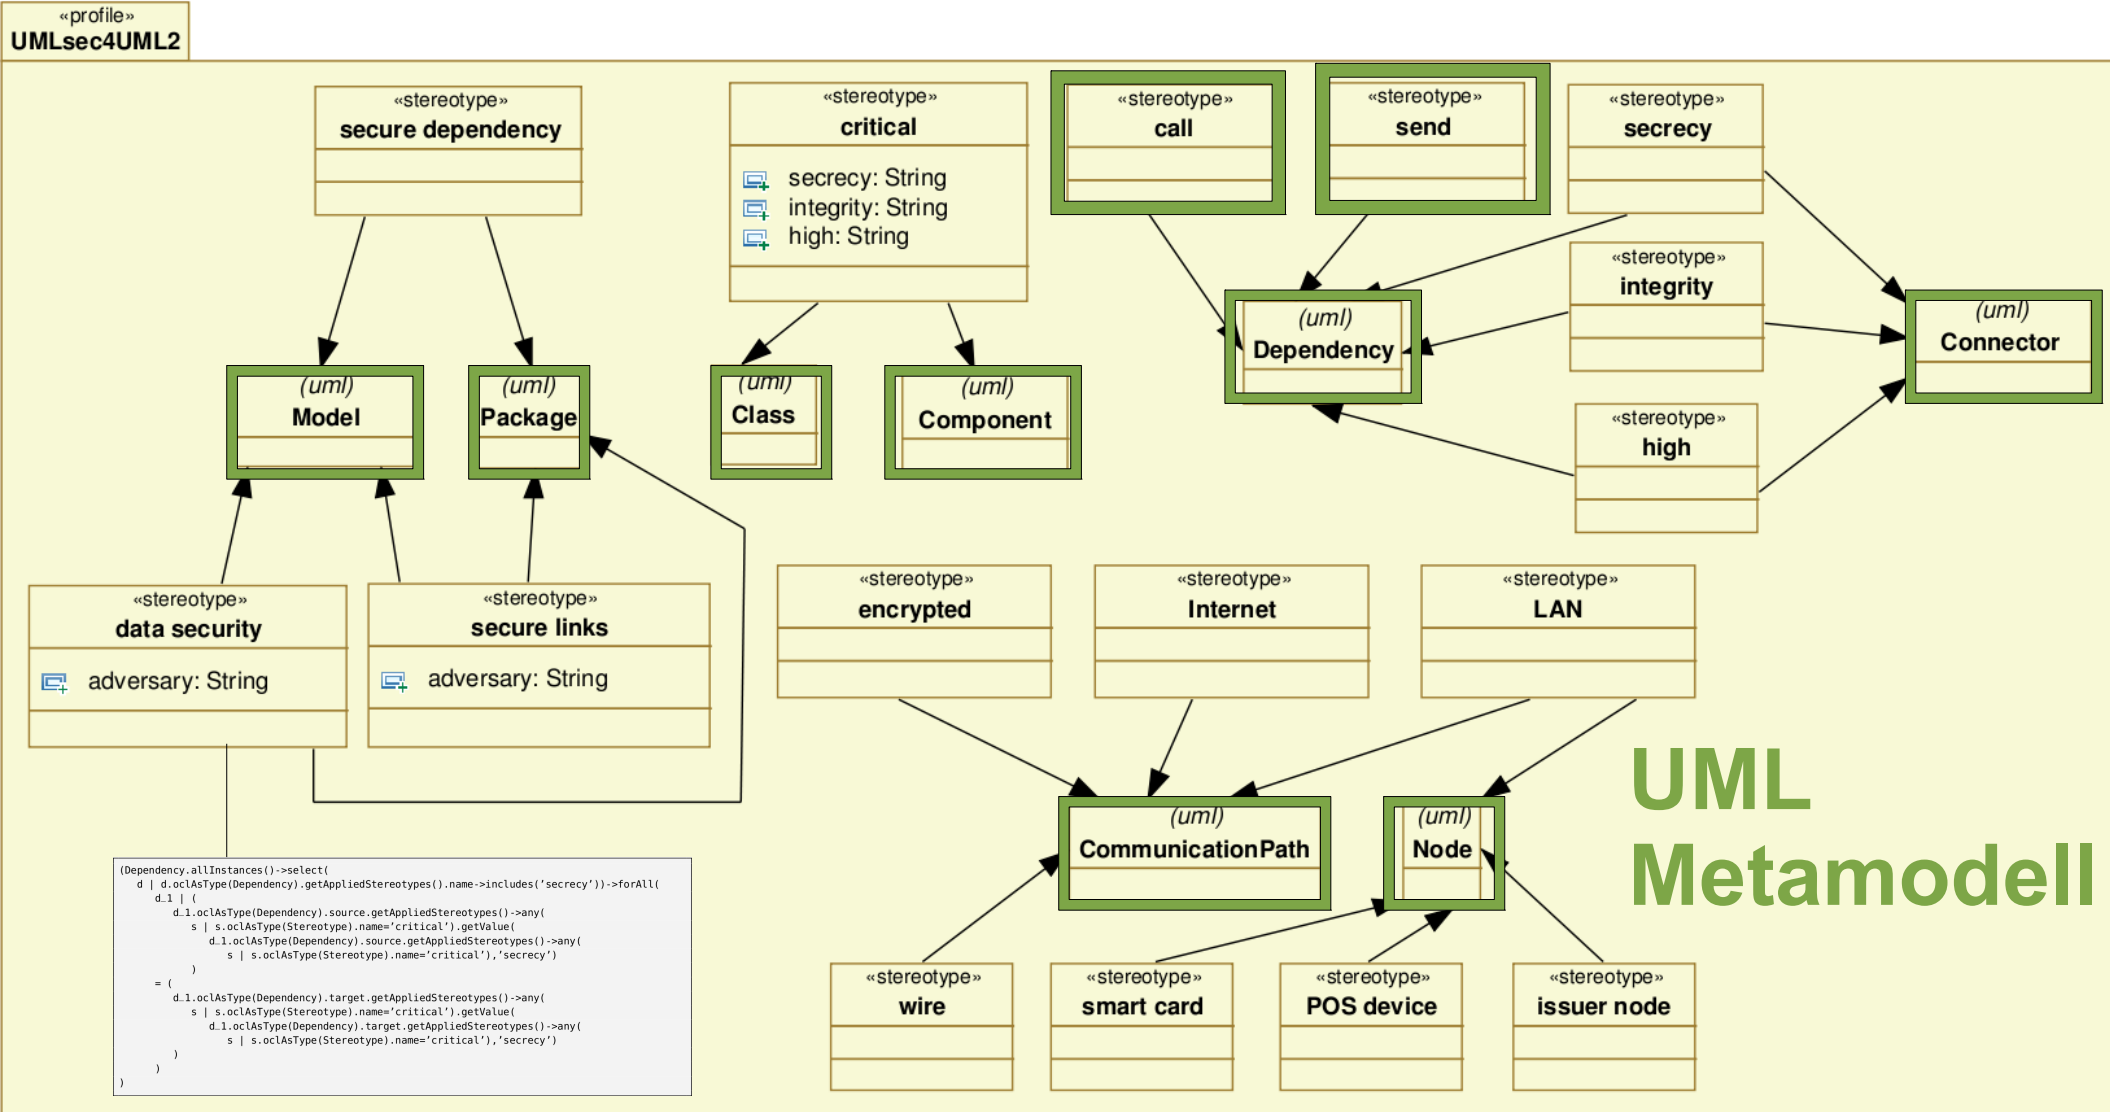 «profile»
UMLsec4UML2
«stereotype»
secure dependency
«stereotype»
critical
secrecy: String
integrity: String
high: String
«stereotype»
call
«stereotype»
send
«stereotype»
secrecy
«stereotype»
integrity
«stereotype»
high
(uml)
Model
(uml)
Package
(uml)
Class
(uml)
Component
(uml)
Dependency
(uml)
Connector
«stereotype»
data security
adversary: String
«stereotype»
secure links
adversary: String
«stereotype»
encrypted
«stereotype»
Internet
«stereotype»
LAN
(uml)
CommunicationPath
(uml)
Node
UML
Metamodell
(Dependency.allInstances()->select(
d | d.oclAsType(Dependency).getAppliedStereotypes().name->includes(’secrecy’))->forAll(
d_1 | (
d_1.oclAsType(Dependency).source.getAppliedStereotypes()->any(
s | s.oclAsType(Stereotype).name=’critical’).getValue(
d_1.oclAsType(Dependency).source.getAppliedStereotypes()->any(
s | s.oclAsType(Stereotype).name=’critical’),’secrecy’)
)
= (
d_1.oclAsType(Dependency).target.getAppliedStereotypes()->any(
s | s.oclAsType(Stereotype).name=’critical’).getValue(
d_1.oclAsType(Dependency).target.getAppliedStereotypes()->any(
s | s.oclAsType(Stereotype).name=’critical’),’secrecy’)
)
)
)
«stereotype»
wire
«stereotype»
smart card
«stereotype»
POS device
«stereotype»
issuer node